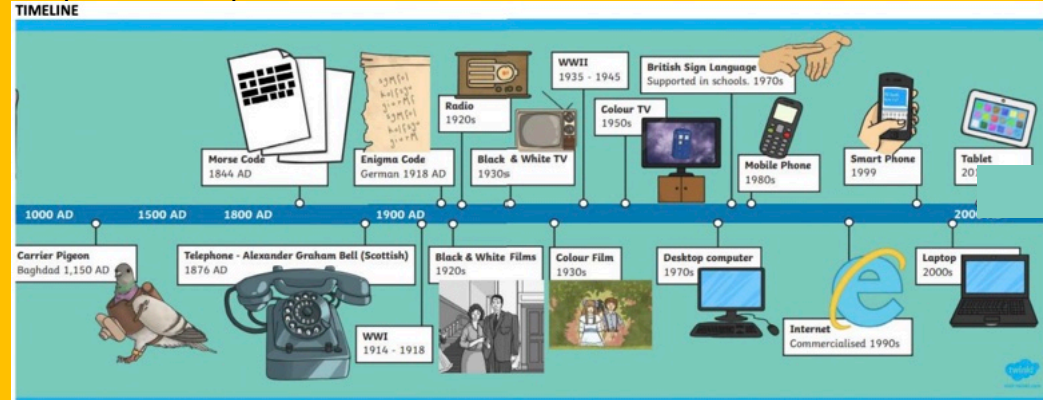 TIMELINE
WWII
1935 - 1945
British Sign Language
Supported in schools. 1970s
Radio
1920s
Colour TV
1950s
Morse Code
1844 AD
Enigma Code
German 1918 AD
Black & White TV
1930s
Mobile Phone
1980s
Smart Phone
1999
Tablet
1000 AD
1500 AD
1800 AD
1900 AD
Carrier Pigeon
Baghdad 1,150 AD
Telephone - Alexander Graham Bell (Scottish)
1876 AD
WWI
1914 - 1918
Black & White Films
1920s
Colour Film
1930s
Desktop computer
1970s
Internet
Commercialised 1990s
Laptop
2000s
twinkl